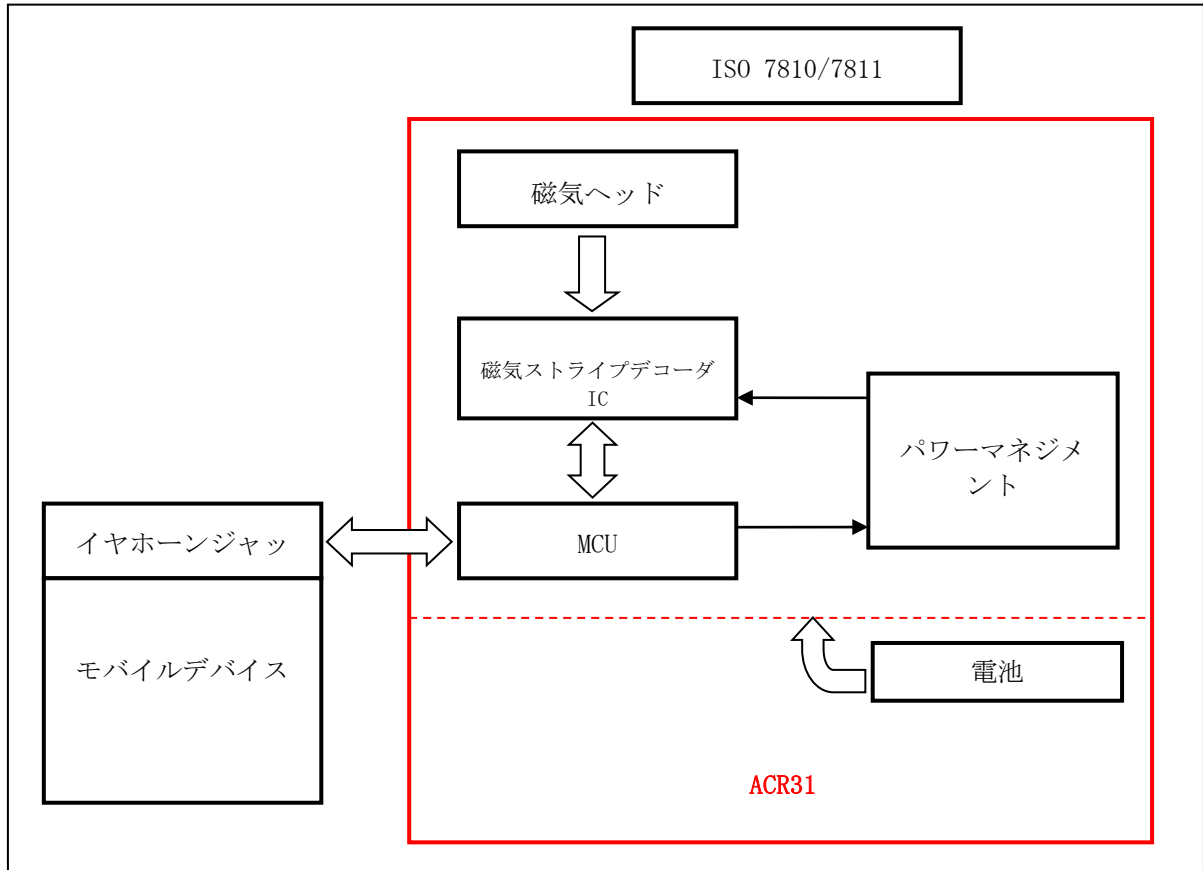 ISO 7810/7811
磁気ヘッド
磁気ストライプデコーダ
IC
パワーマネジメ
ント
イヤホーンジャッ
MCU
モバイルデバイス
電池
ACR31